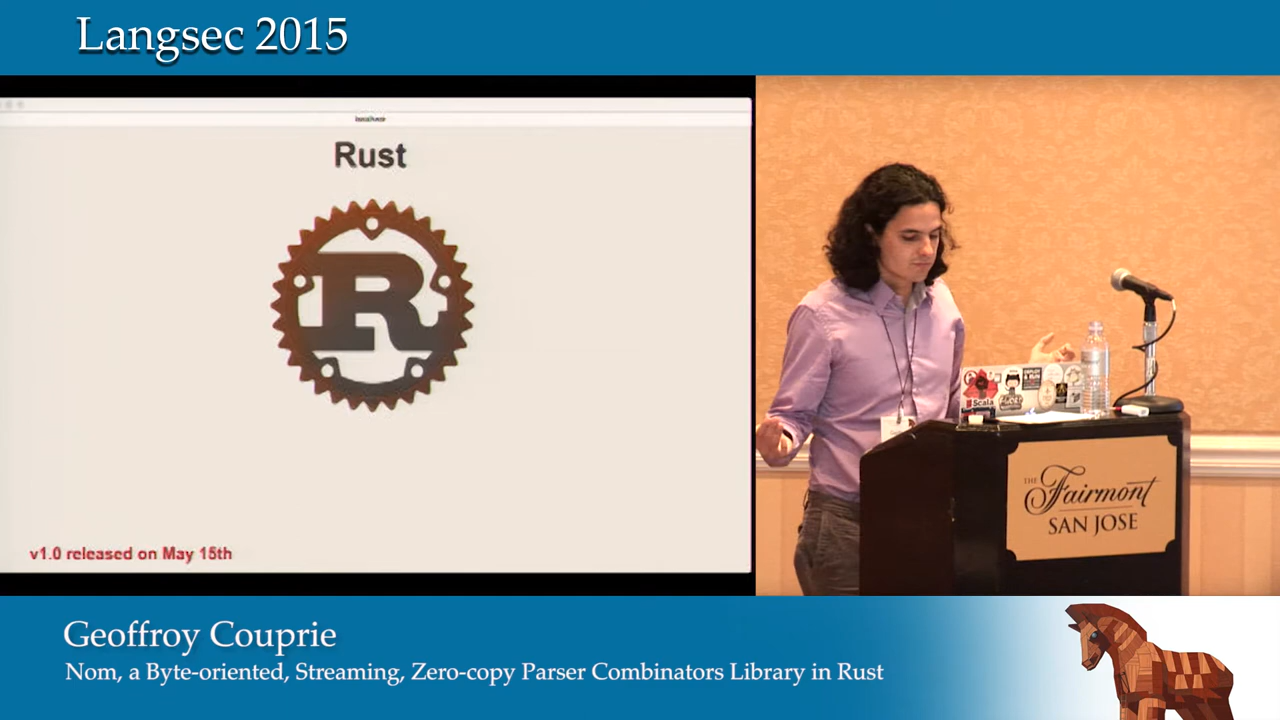 Langsec 2015
localhost
Rust
R
v1.0 released on May 15th
Scala
THE
Fairmont
SAN JOSE
Geoffroy Couprie
Nom, a Byte-oriented, Streaming, Zero-copy Parser Combinators Library in Rust